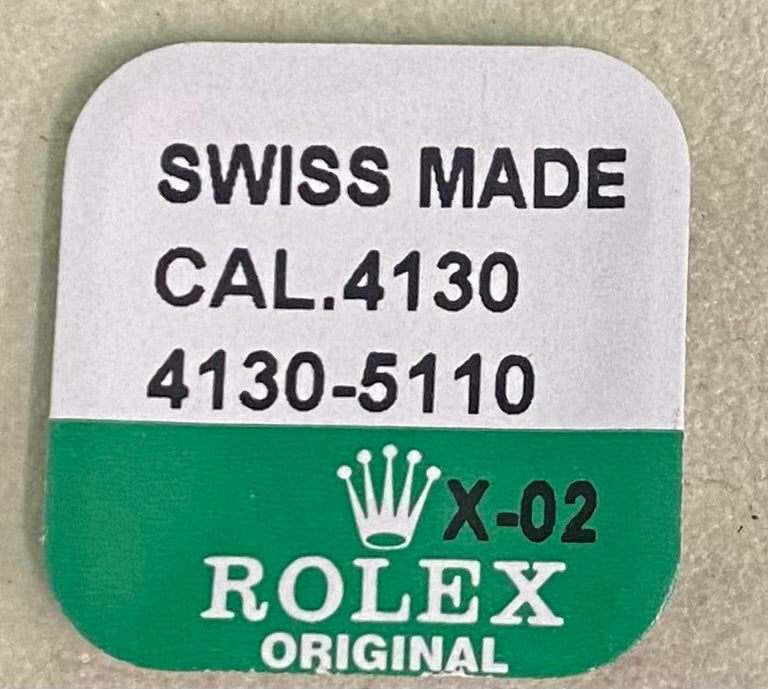 SWISS MADE
CAL.4130
4130-5110
X-02
ROLEX
ORIGINAL